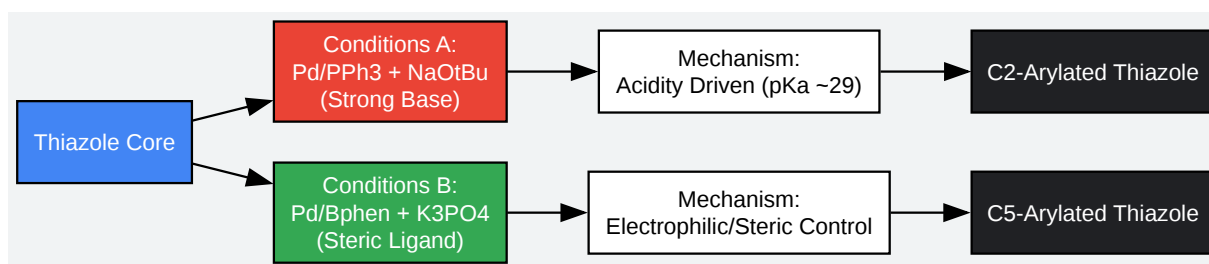 Thiazole Core
Conditions A:
Pd/PPh3 + NaOtBu
(Strong Base)
Mechanism:
Acidity Driven (pKa ~29)
C2-Arylated Thiazole
Conditions B:
Pd/Bphen + K3PO4
(Steric Ligand)
Mechanism:
Electrophilic/Steric Control
C5-Arylated Thiazole